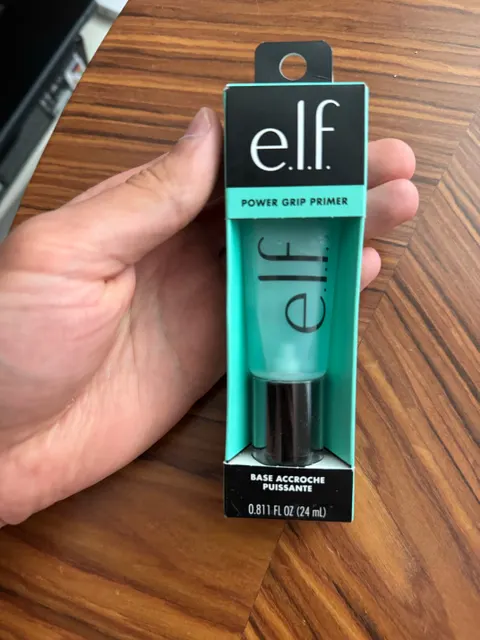 e.l.f.
POWER GRIP PRIMER
e.l.f.
BASE ACCROCHE
PUISSANTE
0.811 FL OZ (24 mL)